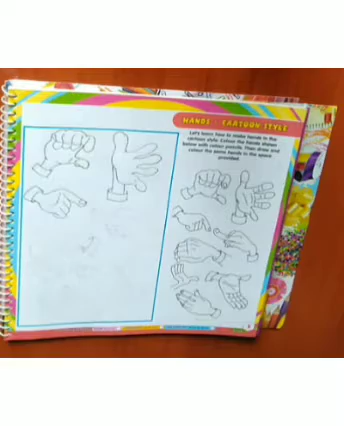 HANDS - CARTOON STYLE
Let's learn how to make hands in the
cartoon style. Colour the hands shown
below with colour pencils. Then draw and
colour the same hands in the space
provided.